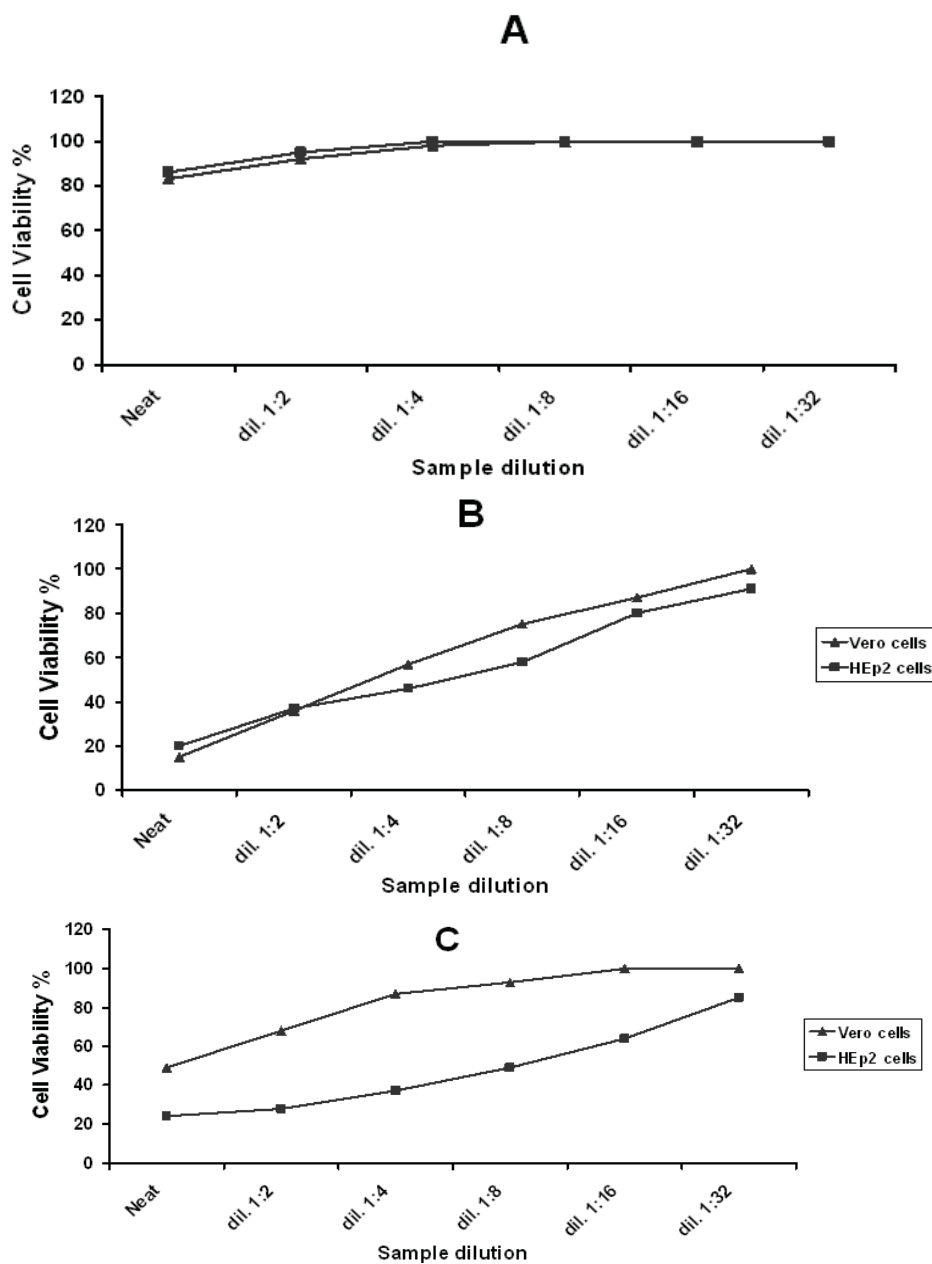 A
120
100
80
60
40
20
0
Cell Viability %
Neat
dil. 1:2
dil. 1:4
dil. 1:8
dil. 1:16
dil. 1:32
Sample dilution
B
120
100
80
60
40
20
0
Cell Viability %
Neat
dil. 1:2
dil. 1:4
dil. 1:8
dil. 1:16
dil. 1:32
Sample dilution
Vero cells
HEp2 cells
C
120
100
80
60
40
20
0
Cell Viability %
Neat
dil. 1:2
dil. 1:4
dil. 1:8
dil. 1:16
dil. 1:32
Sample dilution
Vero cells
HEp2 cells